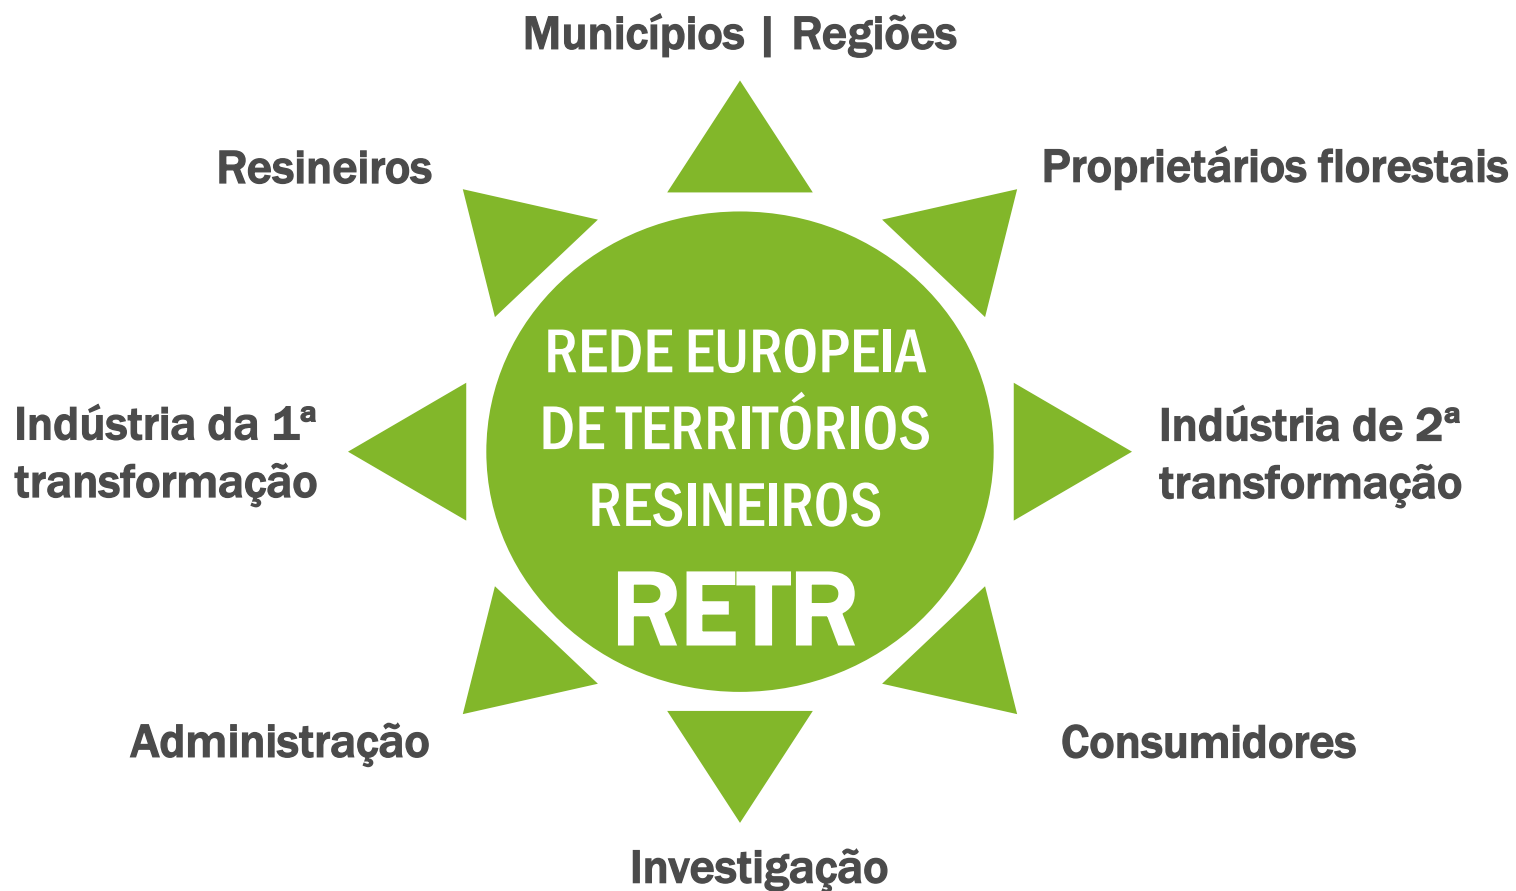 Municípios | Regiões
Resineiros
Proprietários florestais
REDE EUROPEIA
DE TERRITÓRIOS
RESINEIROS
RETR
Indústria da 1ª
transformação
Indústria de 2ª
transformação
Administração
Consumidores
Investigação